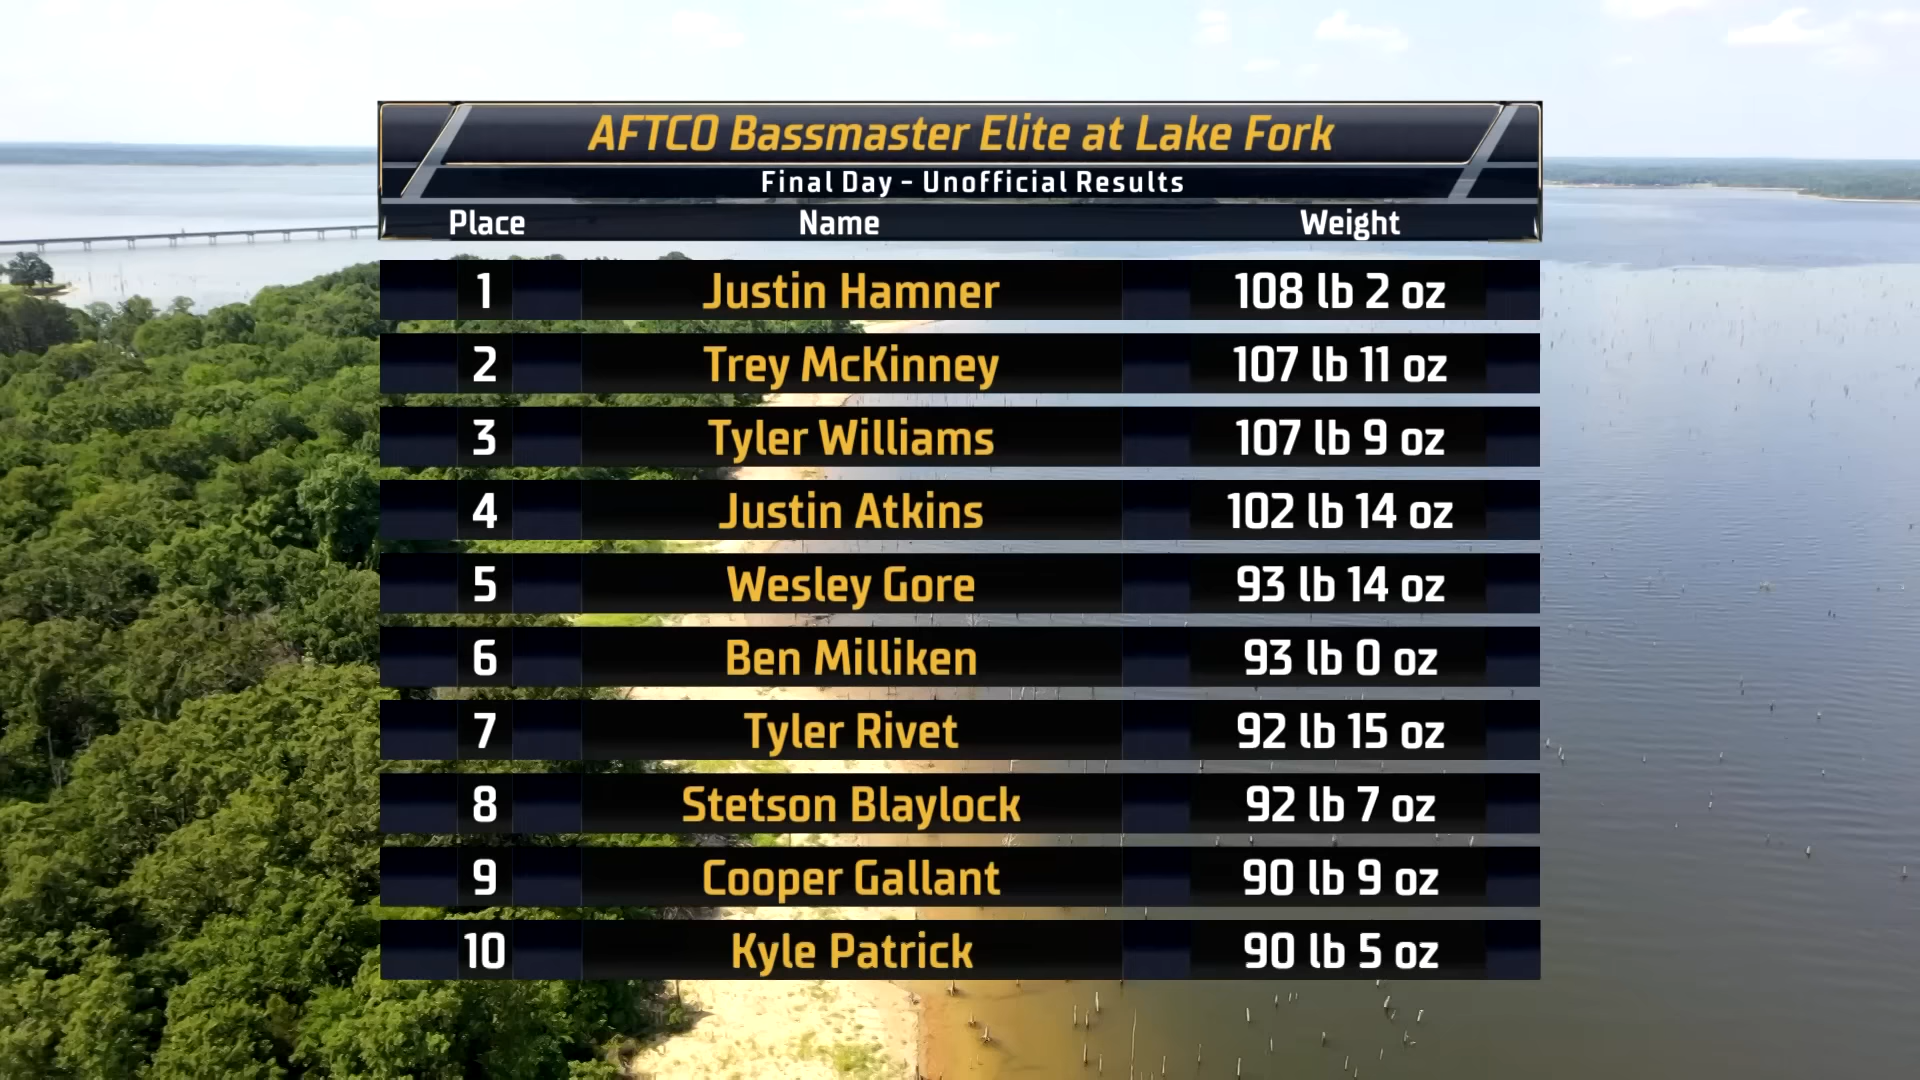 AFTCO Bassmaster Elite at Lake Fork
Final Day - Unofficial Results
Place Name Weight
1 Justin Hamner 108 lb 2 oz
2 Trey McKinney 107 lb 11 oz
3 Tyler Williams 107 lb 9 oz
4 Justin Atkins 102 lb 14 oz
5 Wesley Gore 93 lb 14 oz
6 Ben Milliken 93 lb 0 oz
7 Tyler Rivet 92 lb 15 oz
8 Stetson Blaylock 92 lb 7 oz
9 Cooper Gallant 90 lb 9 oz
10 Kyle Patrick 90 lb 5 oz